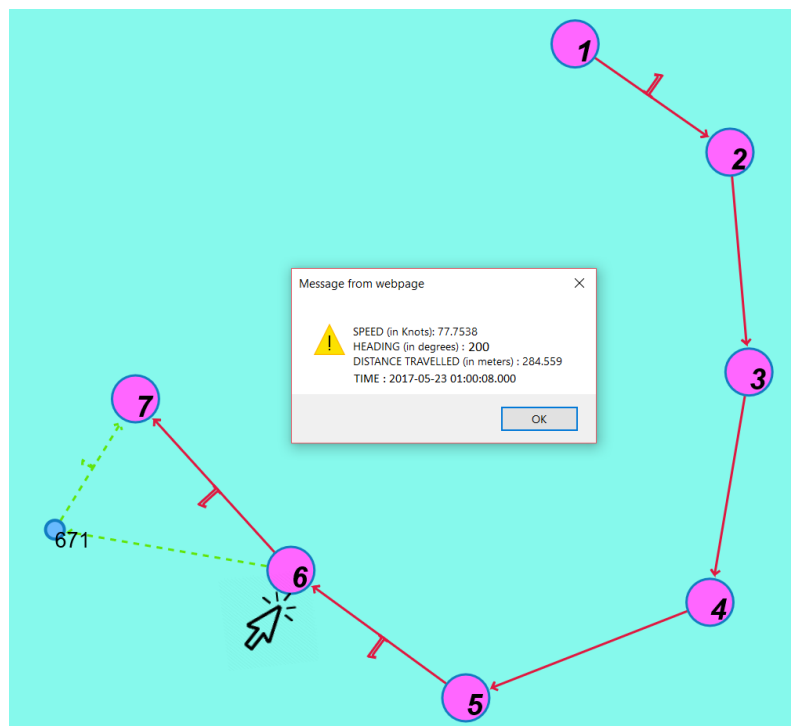 1
2
Message from webpage
SPEED (in Knots): 77.7538
HEADING (in degrees) : 200
DISTANCE TRAVELLED (in meters) : 284.559
TIME : 2017-05-23 01:00:08.000
OK
3
7
671
6
4
5